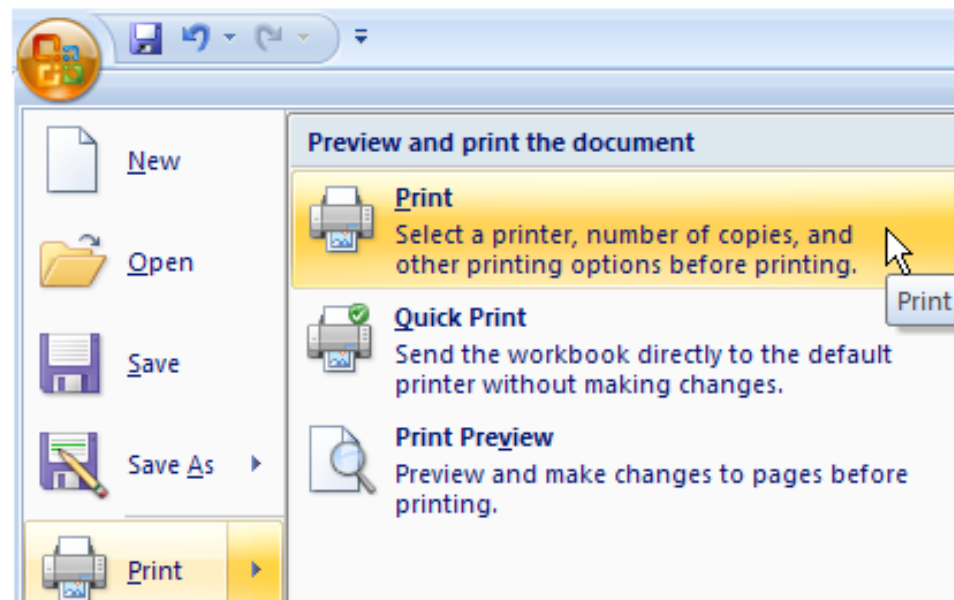 New
Open
Save
Save As
Print
Preview and print the document
Print
Select a printer, number of copies, and
other printing options before printing.
Print
Quick Print
Send the workbook directly to the default
printer without making changes.
Print Preview
Preview and make changes to pages before
printing.